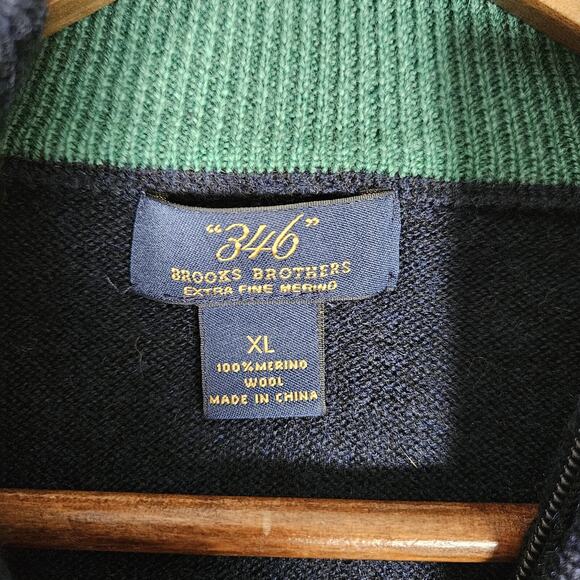 "346"
BROOKS BROTHERS
EXTRA FINE MERINO
XL
100% MERINO
WOOL
MADE IN CHINA